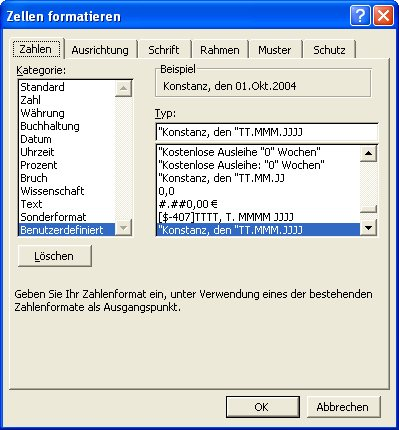 Zellen formatieren
Zahlen Ausrichtung Schrift Rahmen Muster Schutz
Kategorie:
Standard
Zahl
Währung
Buchhaltung
Datum
Uhrzeit
Prozent
Bruch
Wissenschaft
Text
Sonderformat
Benutzerdefiniert
Beispiel
Konstanz, den 01.Okt.2004
Typ:
"Konstanz, den "TT.MMM.JJJJ
"Kostenlose Ausleihe "0" Wochen"
"Kostenlose Ausleihe: "0" Wochen"
"Konstanz, den "TT.MM.JJ
0,0
#.##0,00 €
[$-407]TTTT, T. MMMM JJJJ
"Konstanz, den "TT.MMM.JJJJ
Löschen
Geben Sie Ihr Zahlenformat ein, unter Verwendung eines der bestehenden
Zahlenformate als Ausgangspunkt.
OK Abbrechen